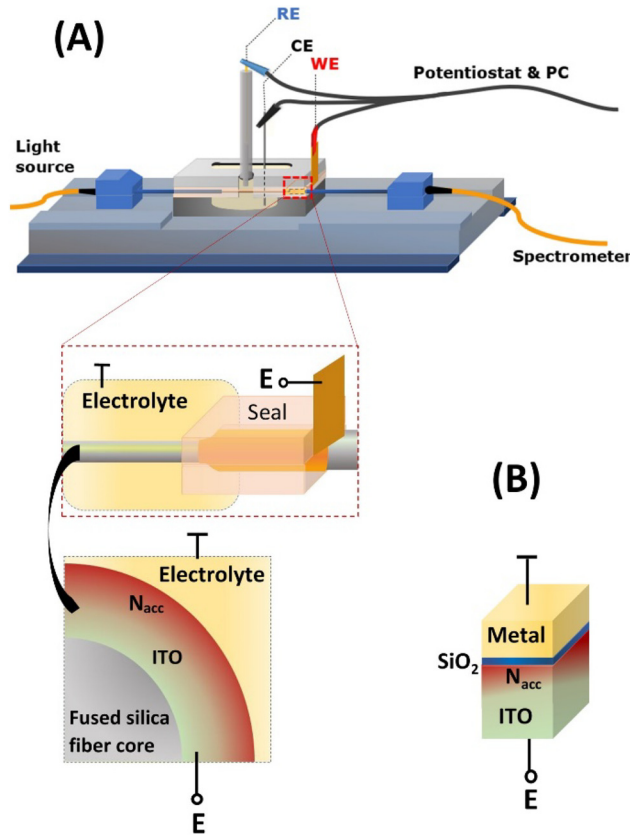 (A)
RE
CE
WE
Potentiostat & PC
Light
source
Spectrometer
E
Electrolyte
Seal
(B)
Electrolyte
Nacc
ITO
Fused silica
fiber core
E
Metal
SiO2
Nacc
ITO
E